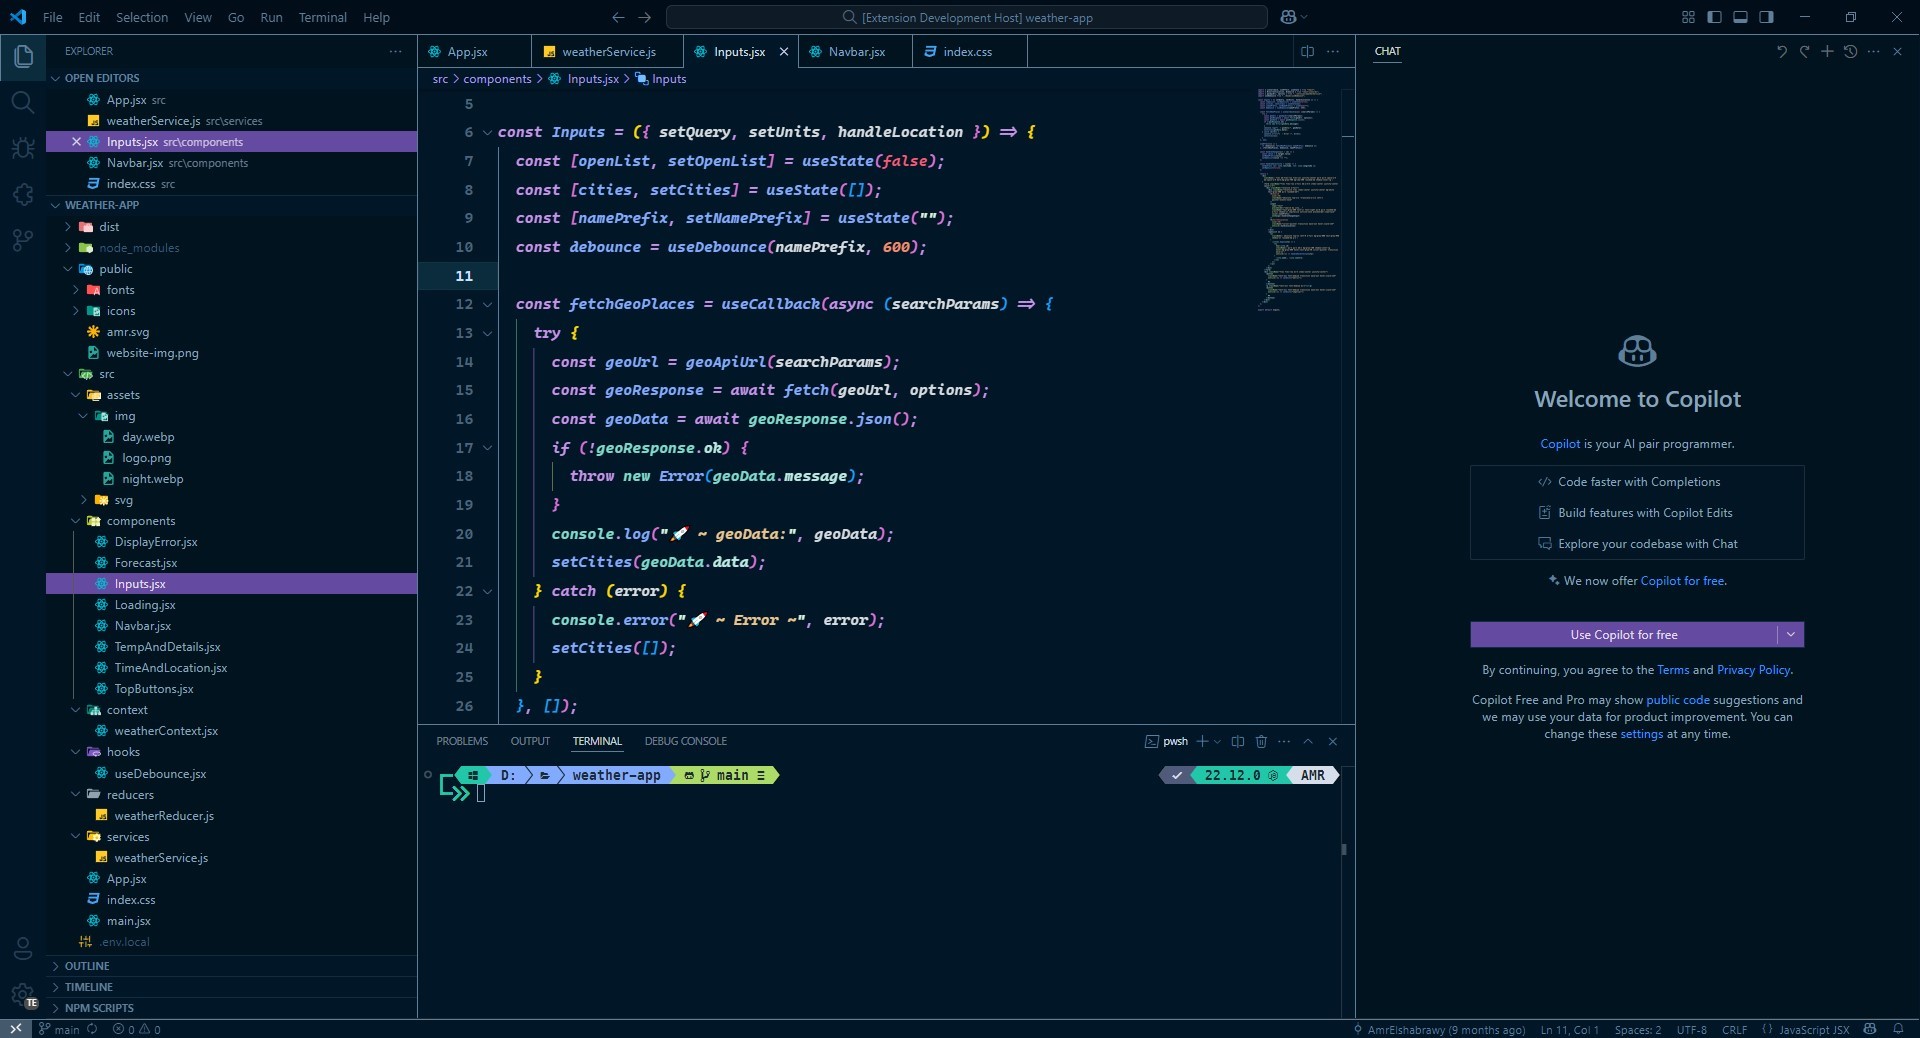 File Edit Selection View Go Run Terminal Help
[Extension Development Host] weather-app
EXPLORER
OPEN EDITORS
App.jsx src
weatherService.js src\services
Inputs.jsx src\components
Navbar.jsx src\components
index.css src
WEATHER-APP
dist
node_modules
public
fonts
icons
amr.svg
website-img.png
src
assets
img
day.webp
logo.png
night.webp
svg
components
DisplayError.jsx
Forecast.jsx
Inputs.jsx
Loading.jsx
Navbar.jsx
TempAndDetails.jsx
TimeAndLocation.jsx
TopButtons.jsx
context
weatherContext.jsx
hooks
useDebounce.jsx
reducers
weatherReducer.js
services
weatherService.js
App.jsx
index.css
main.jsx
.env.local
OUTLINE
TIMELINE
NPM SCRIPTS
TE
App.jsx weatherService.js Inputs.jsx Navbar.jsx index.css
src > components > Inputs.jsx > Inputs
5
6 const Inputs = ({ setQuery, setUnits, handleLocation }) => {
7 const [openList, setOpenList] = useState(false);
8 const [cities, setCities] = useState([]);
9 const [namePrefix, setNamePrefix] = useState("");
10 const debounce = useDebounce(namePrefix, 600);
11
12 const fetchGeoPlaces = useCallback(async (searchParams) => {
13 try {
14 const geoUrl = geoApiUrl(searchParams);
15 const geoResponse = await fetch(geoUrl, options);
16 const geoData = await geoResponse.json();
17 if (!geoResponse.ok) {
18 throw new Error(geoData.message);
19 }
20 console.log("🚀 ~ geoData:", geoData);
21 setCities(geoData.data);
22 } catch (error) {
23 console.error("🚀 ~ Error ~", error);
24 setCities([]);
25 }
26 }, []);
PROBLEMS OUTPUT TERMINAL DEBUG CONSOLE
pwsh
D: weather-app main ≡
22.12.0 AMR
CHAT
Welcome to Copilot
Copilot is your AI pair programmer.
Code faster with Completions
Build features with Copilot Edits
Explore your codebase with Chat
We now offer Copilot for free.
Use Copilot for free
By continuing, you agree to the Terms and Privacy Policy.
Copilot Free and Pro may show public code suggestions and
we may use your data for product improvement. You can
change these settings at any time.
main 0 0
AmrElshabrawy (9 months ago) Ln 11, Col 1 Spaces: 2 UTF-8 CRLF {} JavaScript JSX